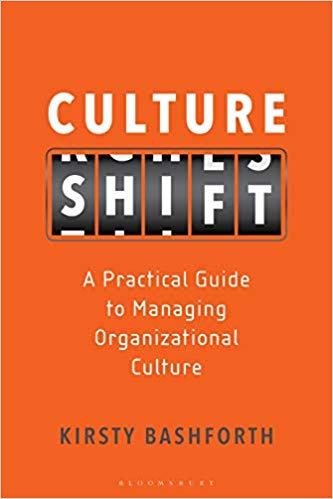 CULTURE
SHIFT
A Practical Guide
to Managing
Organizational
Culture
KIRSTY BASHFORTH
BLOOMSBURY